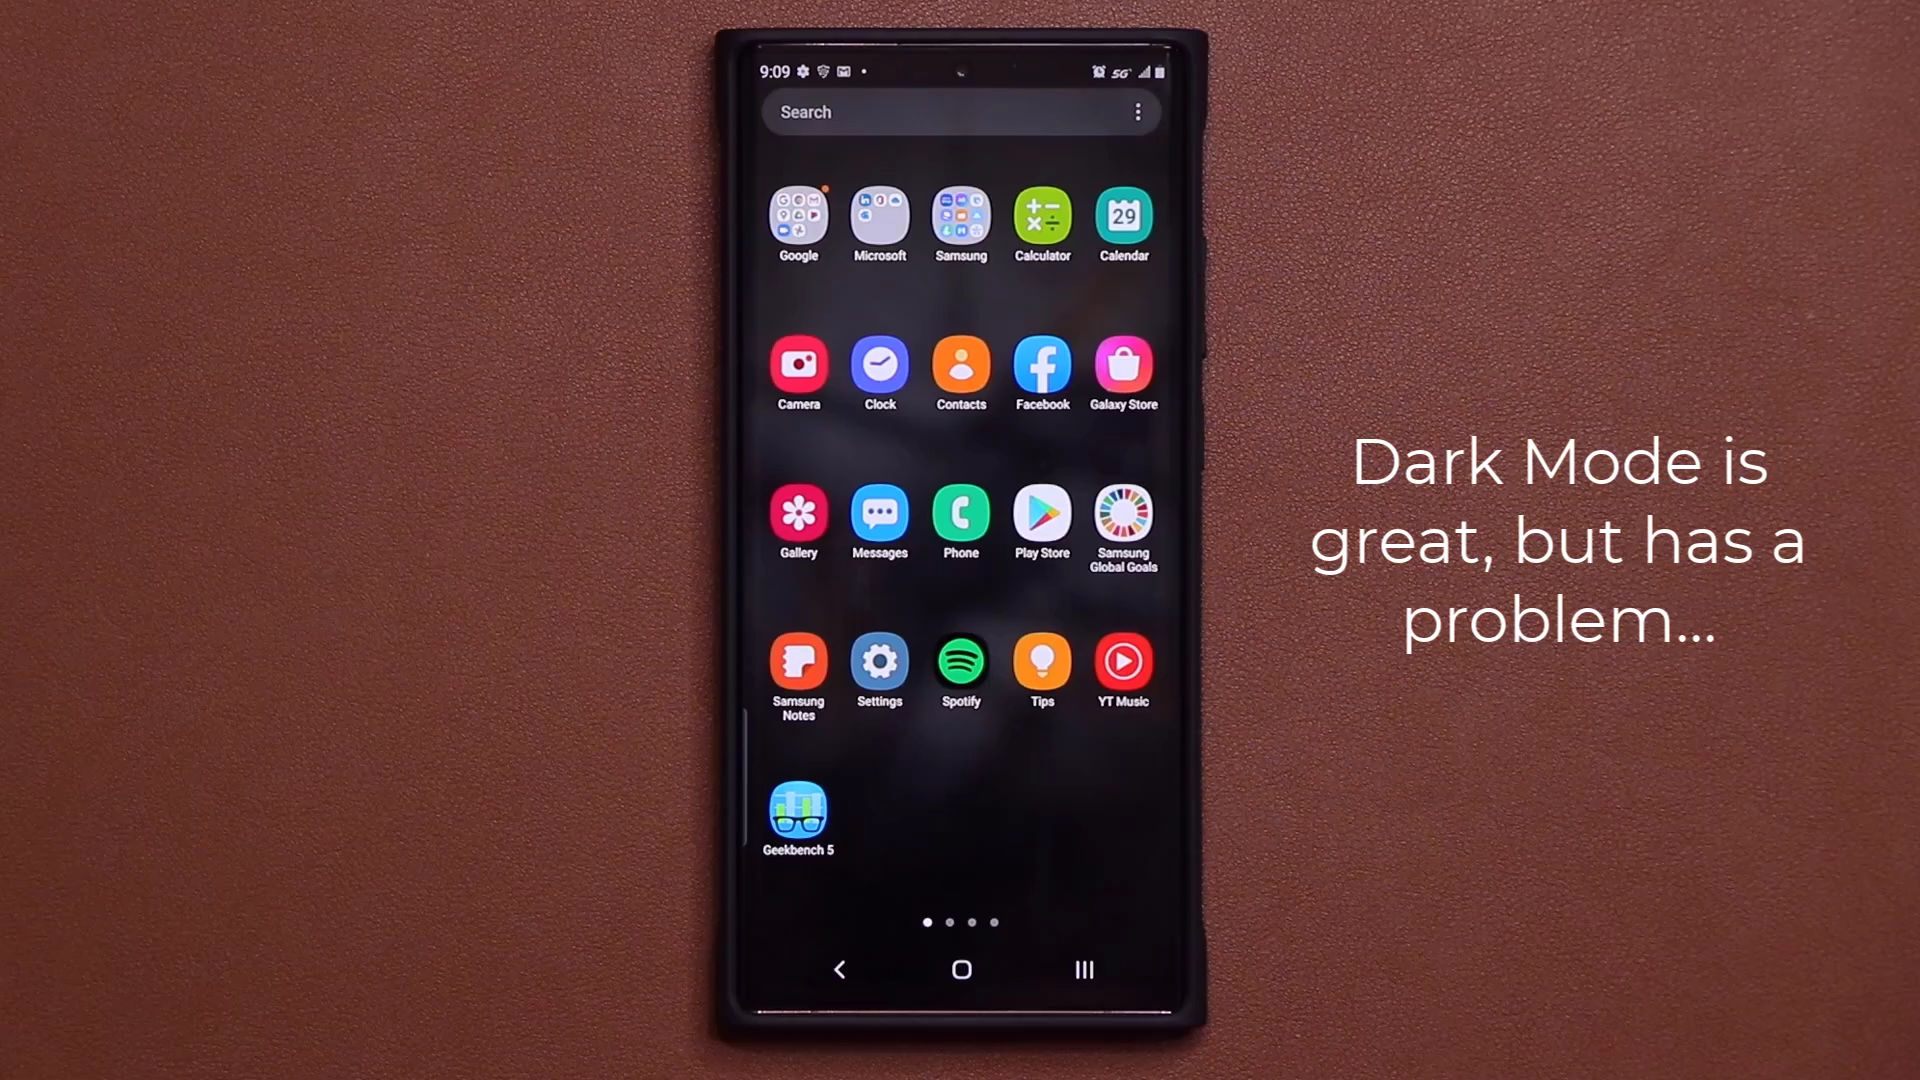 9:09
5G
Search
29
Google Microsoft Samsung Calculator Calendar
Camera Clock Contacts Facebook Galaxy Store
Gallery Messages Phone Play Store Samsung
Global Goals
Samsung
Notes Settings Spotify Tips YT Music
Geekbench 5
Dark Mode is
great, but has a
problem...